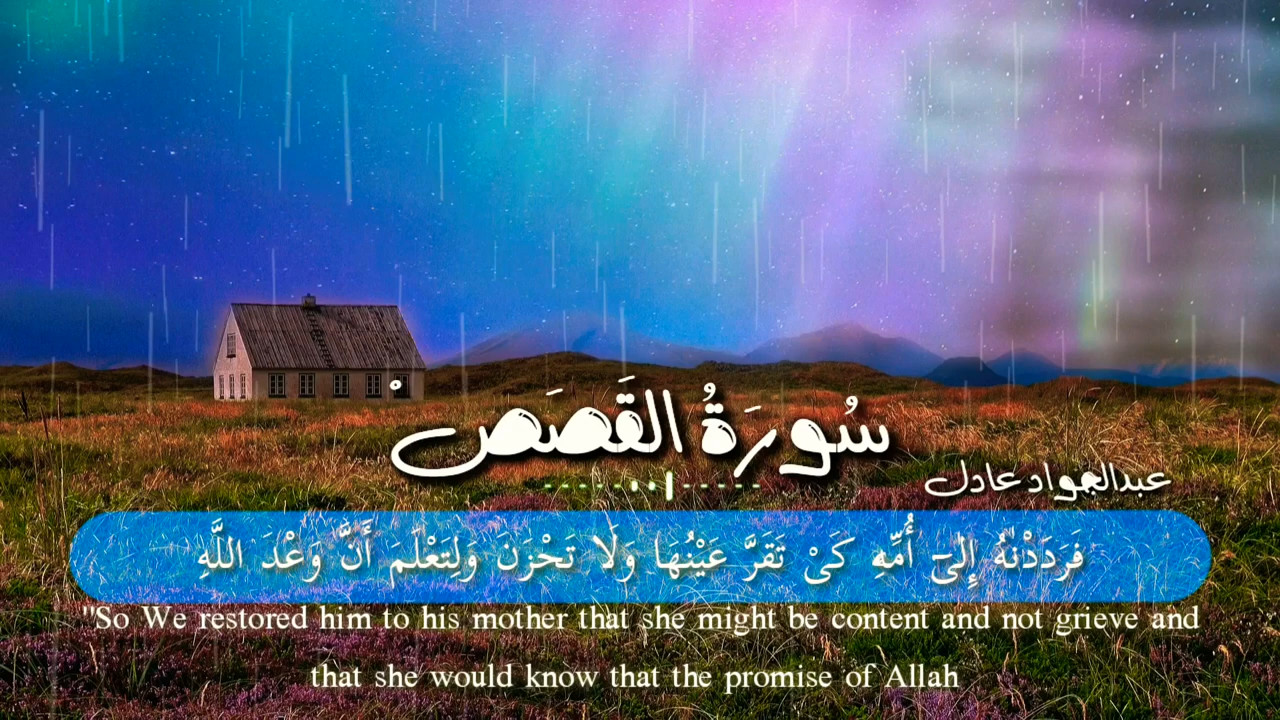 سُورَةُ القَصَصْ
عبدالجواد عادل
فَرَدَدْنَٰهُ إِلَىٰٓ أُمِّهِۦ كَىْ تَقَرَّ عَيْنُهَا وَلَا تَحْزَنَ وَلِتَعْلَمَ أَنَّ وَعْدَ اللَّهِ
"So We restored him to his mother that she might be content and not grieve and
that she would know that the promise of Allah